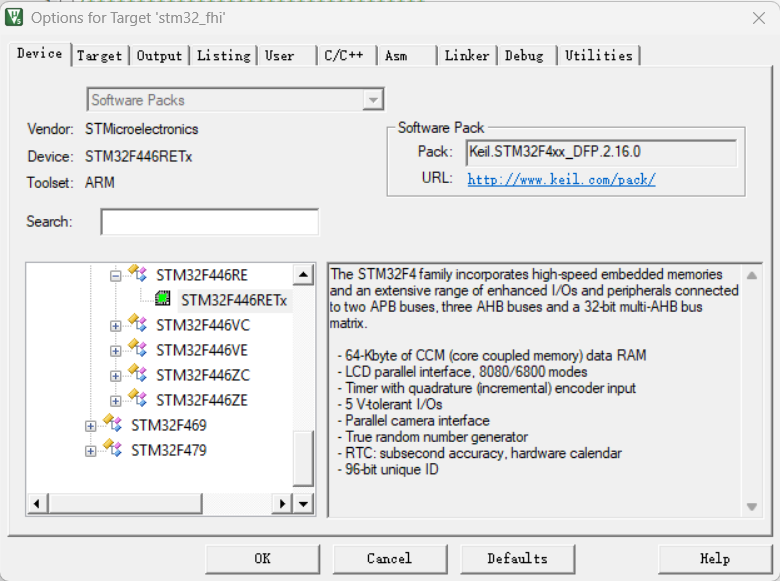 Options for Target 'stm32_fhi'
Device Target Output Listing User C/C++ Asm Linker Debug Utilities
Software Packs
Software Pack
Vendor: STMicroelectronics
Pack: Keil.STM32F4xx_DFP.2.16.0
Device: STM32F446RETx
URL: http://www.keil.com/pack/
Toolset: ARM
Search:
STM32F446RE
STM32F446RETx
STM32F446VC
STM32F446VE
STM32F446ZC
STM32F446ZE
STM32F469
STM32F479
The STM32F4 family incorporates high-speed embedded memories
and an extensive range of enhanced I/Os and peripherals connected
to two APB buses, three AHB buses and a 32-bit multi-AHB bus
matrix.
- 64-Kbyte of CCM (core coupled memory) data RAM
- LCD parallel interface, 8080/6800 modes
- Timer with quadrature (incremental) encoder input
- 5 V-tolerant I/Os
- Parallel camera interface
- True random number generator
- RTC: subsecond accuracy, hardware calendar
- 96-bit unique ID
OK Cancel Defaults Help